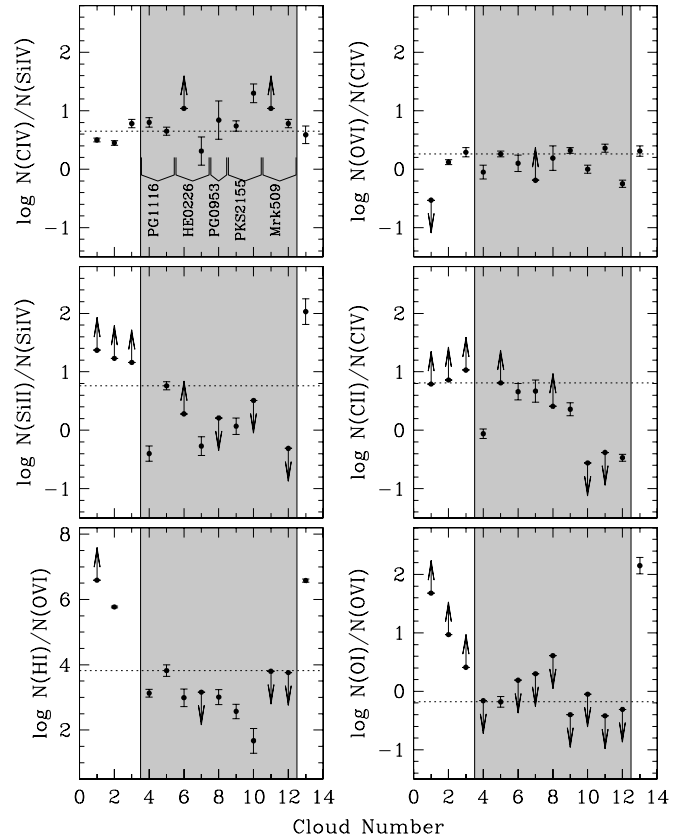 log N(CIV)/N(SiIV)
2
1
0
−1
PG1116
HE0226
PG0953
PKS2155
Mrk509
log N(OVI)/N(CIV)
2
1
0
−1
log N(SiII)/N(SiIV)
2
1
0
−1
log N(CII)/N(CIV)
2
1
0
−1
log N(HI)/N(OVI)
8
6
4
2
0 2 4 6 8 10 12 14
log N(OI)/N(OVI)
2
1
0
−1
0 2 4 6 8 10 12 14
Cloud Number